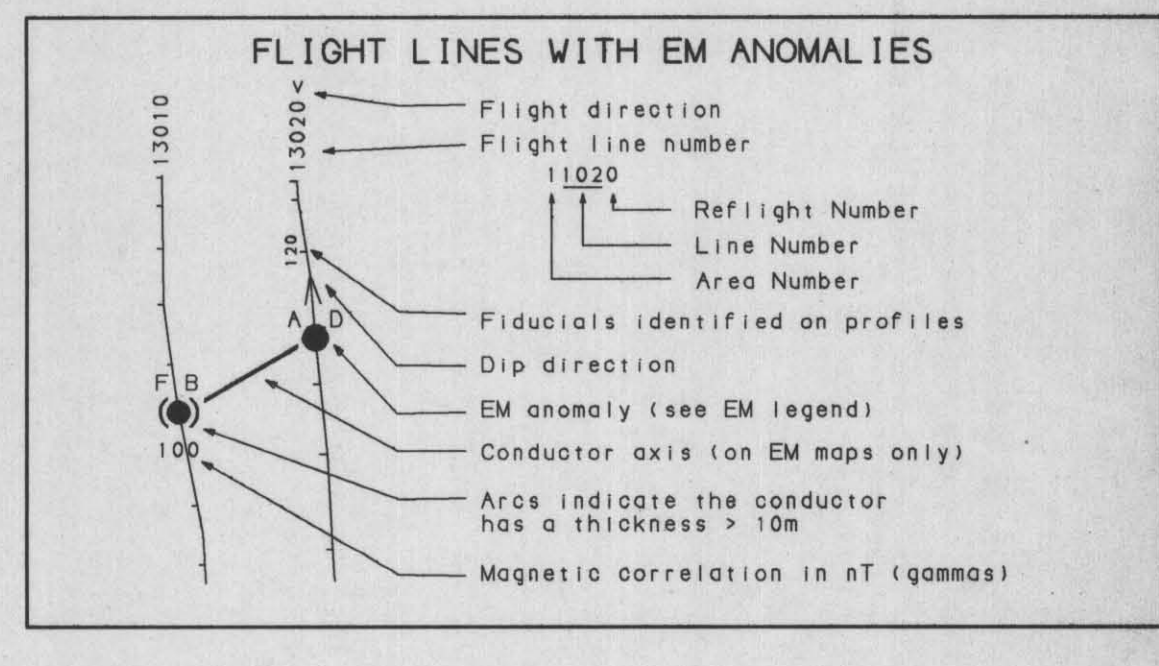 FLIGHT LINES WITH EM ANOMALIES
13010
13020 <
Flight direction
Flight line number
11020
Reflight Number
Line Number
Area Number
120
A D
Fiducials identified on profiles
Dip direction
F B
EM anomaly (see EM legend)
Conductor axis (on EM maps only)
100
Arcs indicate the conductor
has a thickness > 10m
Magnetic correlation in nT (gammas)